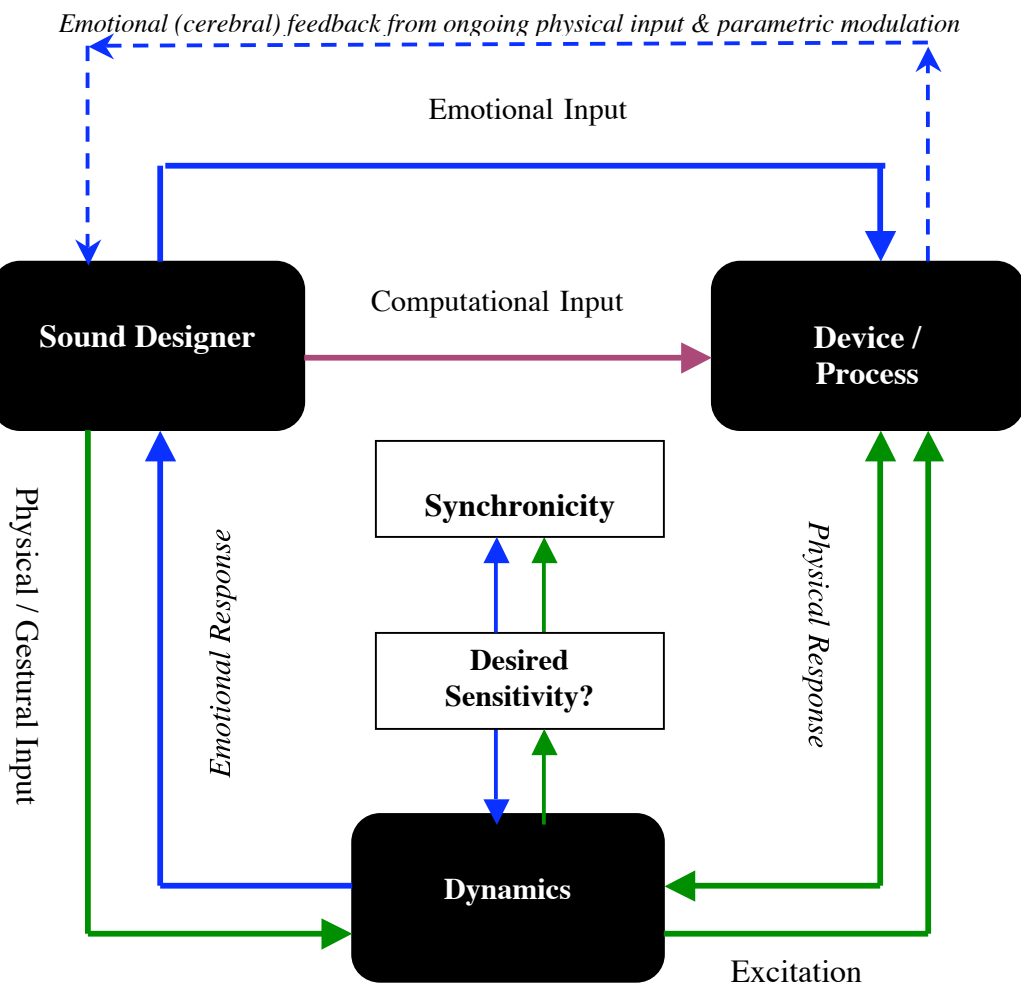 Emotional (cerebral) feedback from ongoing physical input & parametric modulation
Emotional Input
Computational Input
Sound Designer
Device /
Process
Synchronicity
Physical / Gestural Input
Emotional Response
Physical Response
Desired
Sensitivity?
Dynamics
Excitation